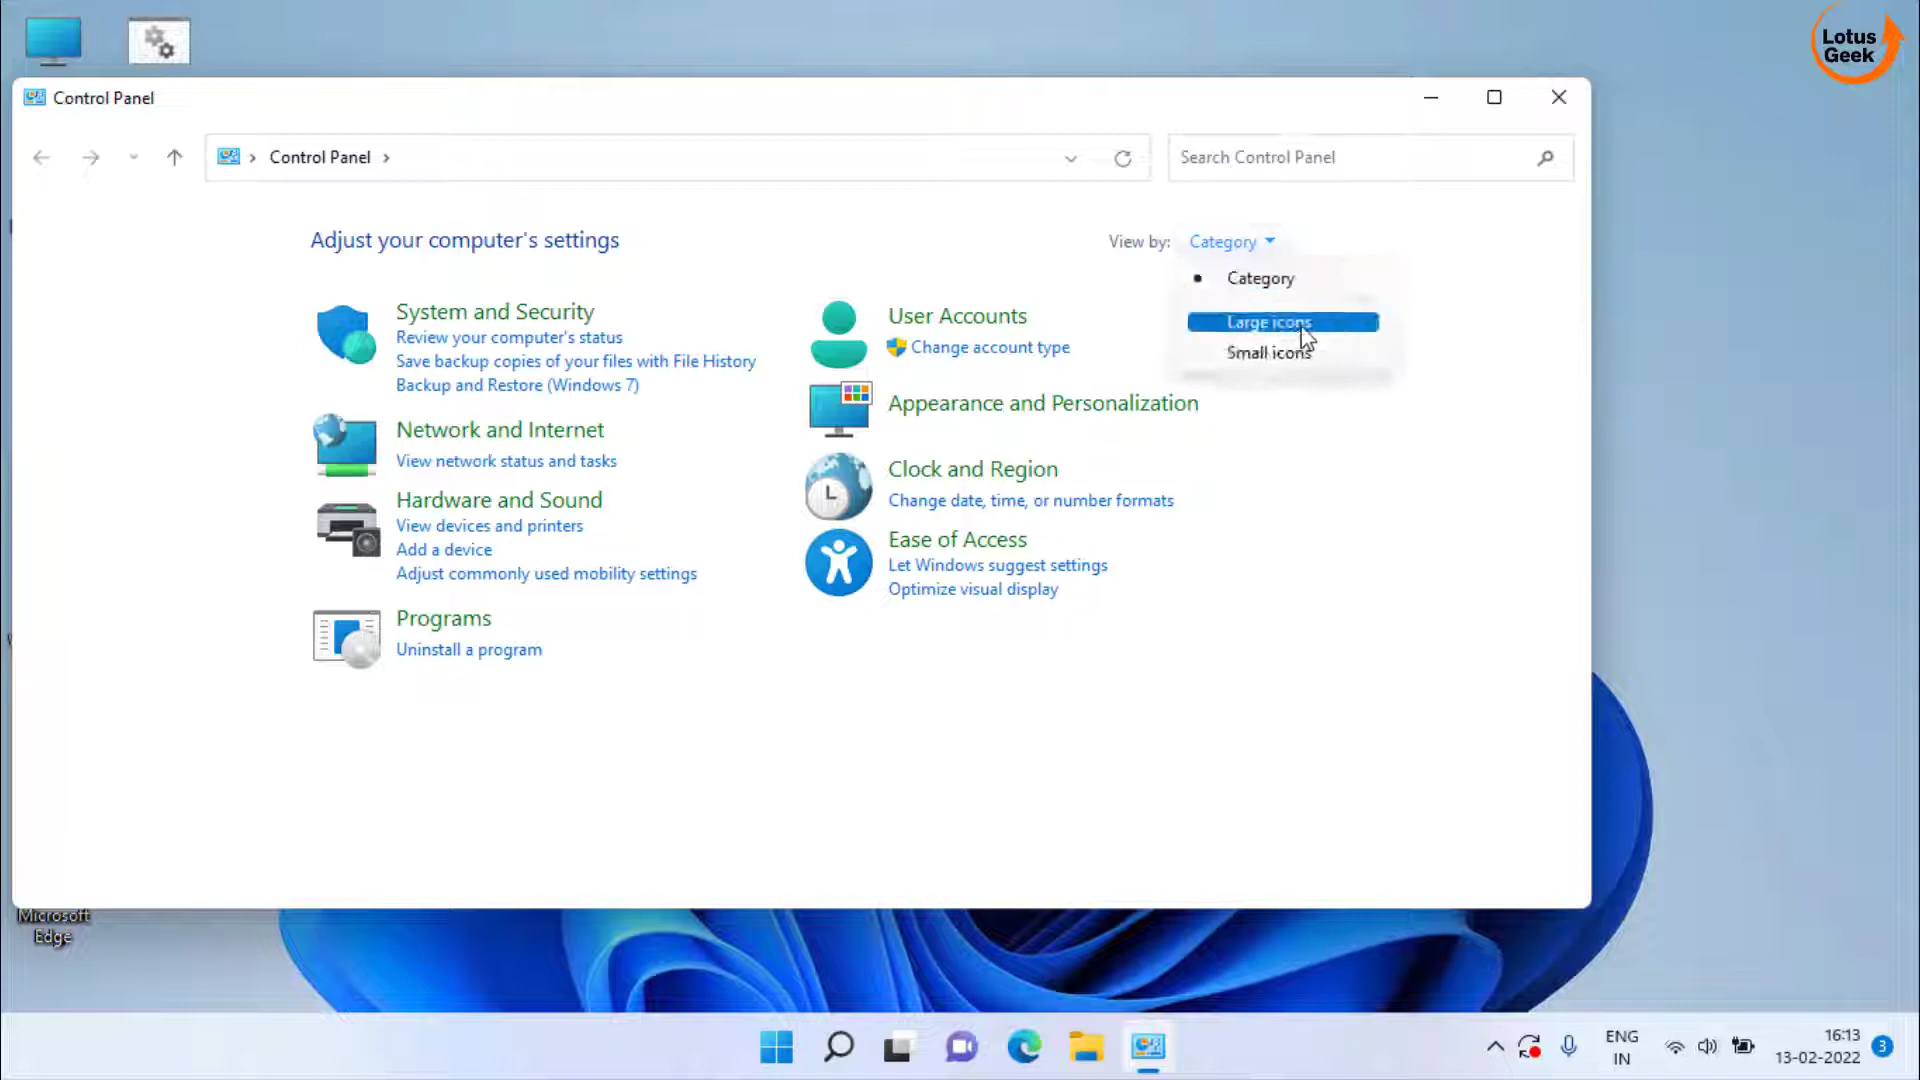 Lotus
Geek
Control Panel
Control Panel
Search Control Panel
Adjust your computer's settings
View by: Category
Category
Large icons
Small icons
System and Security
Review your computer's status
Save backup copies of your files with File History
Backup and Restore (Windows 7)
Network and Internet
View network status and tasks
Hardware and Sound
View devices and printers
Add a device
Adjust commonly used mobility settings
Programs
Uninstall a program
User Accounts
Change account type
Appearance and Personalization
Clock and Region
Change date, time, or number formats
Ease of Access
Let Windows suggest settings
Optimize visual display
Microsoft
Edge
ENG
IN
16:13
13-02-2022
3